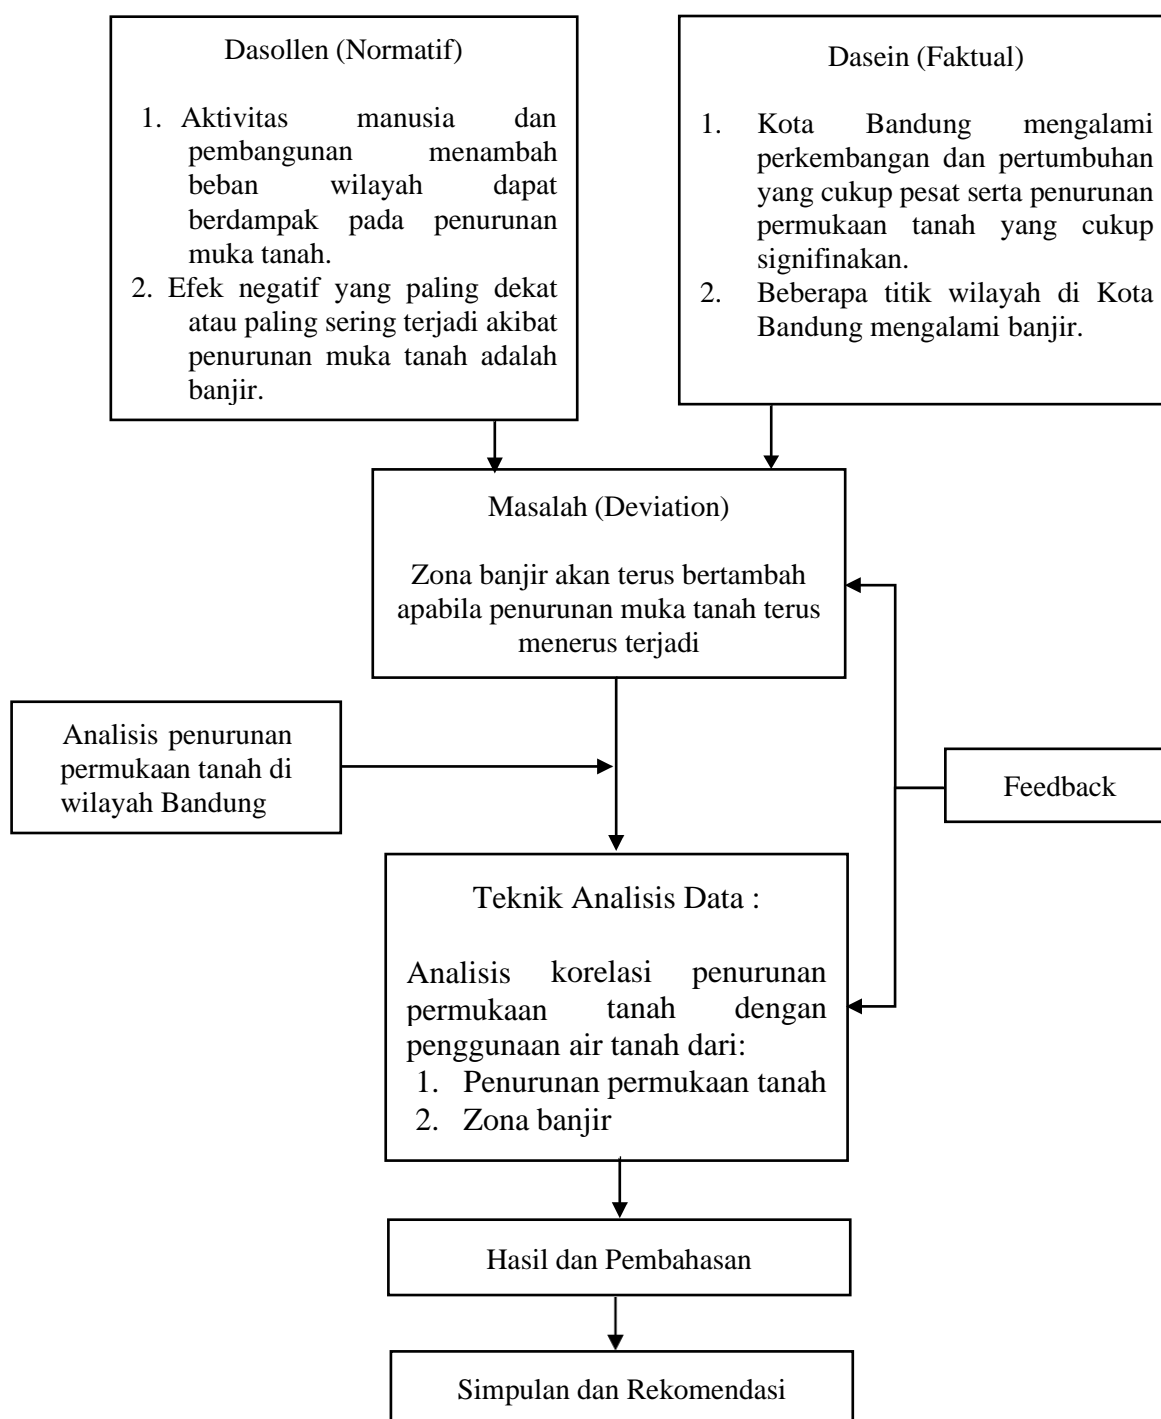 Dasollen (Normatif)
1. Aktivitas manusia dan
pembangunan menambah
beban wilayah dapat
berdampak pada penurunan
muka tanah.
2. Efek negatif yang paling dekat
atau paling sering terjadi akibat
penurunan muka tanah adalah
banjir.
Dasein (Faktual)
1. Kota Bandung mengalami
perkembangan dan pertumbuhan
yang cukup pesat serta penurunan
permukaan tanah yang cukup
signifinakan.
2. Beberapa titik wilayah di Kota
Bandung mengalami banjir.
Masalah (Deviation)
Zona banjir akan terus bertambah
apabila penurunan muka tanah terus
menerus terjadi
Analisis penurunan
permukaan tanah di
wilayah Bandung
Feedback
Teknik Analisis Data :
Analisis korelasi penurunan
permukaan tanah dengan
penggunaan air tanah dari:
1. Penurunan permukaan tanah
2. Zona banjir
Hasil dan Pembahasan
Simpulan dan Rekomendasi